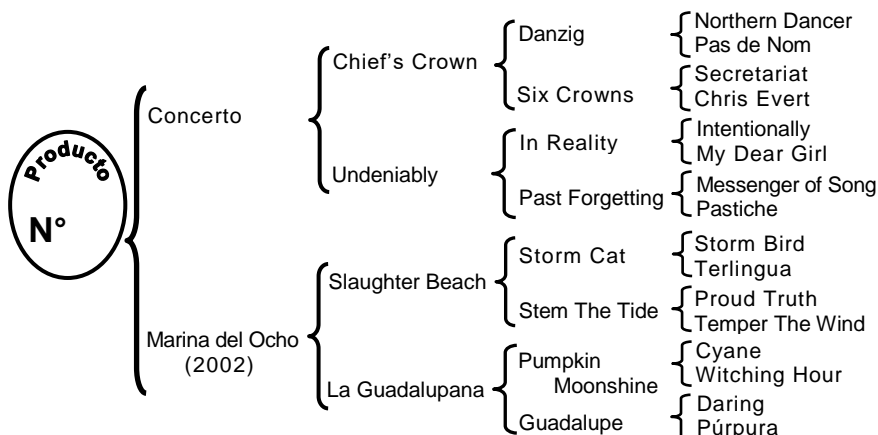 Producto
N°
Concerto
Marina del Ocho
(2002)
Chief's Crown
Undeniably
Slaughter Beach
La Guadalupana
Danzig
Six Crowns
In Reality
Past Forgetting
Storm Cat
Stem The Tide
Pumpkin
Moonshine
Guadalupe
Northern Dancer
Pas de Nom
Secretariat
Chris Evert
Intentionally
My Dear Girl
Messenger of Song
Pastiche
Storm Bird
Terlingua
Proud Truth
Temper The Wind
Cyane
Witching Hour
Daring
Púrpura